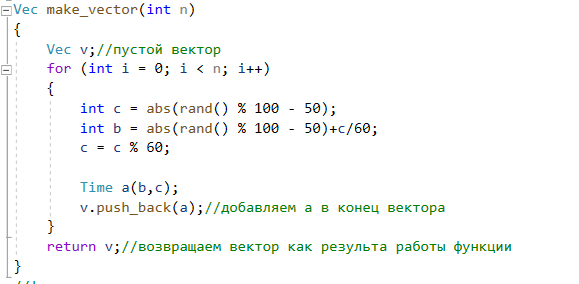 Vec make_vector(int n)
{
Vec v;//пустой вектор
for (int i = 0; i < n; i++)
{
int c = abs(rand() % 100 - 50);
int b = abs(rand() % 100 - 50)+c/60;
c = c % 60;
Time a(b,c);
v.push_back(a);//добавляем a в конец вектора
}
return v;//возвращаем вектор как результа работы функции
}